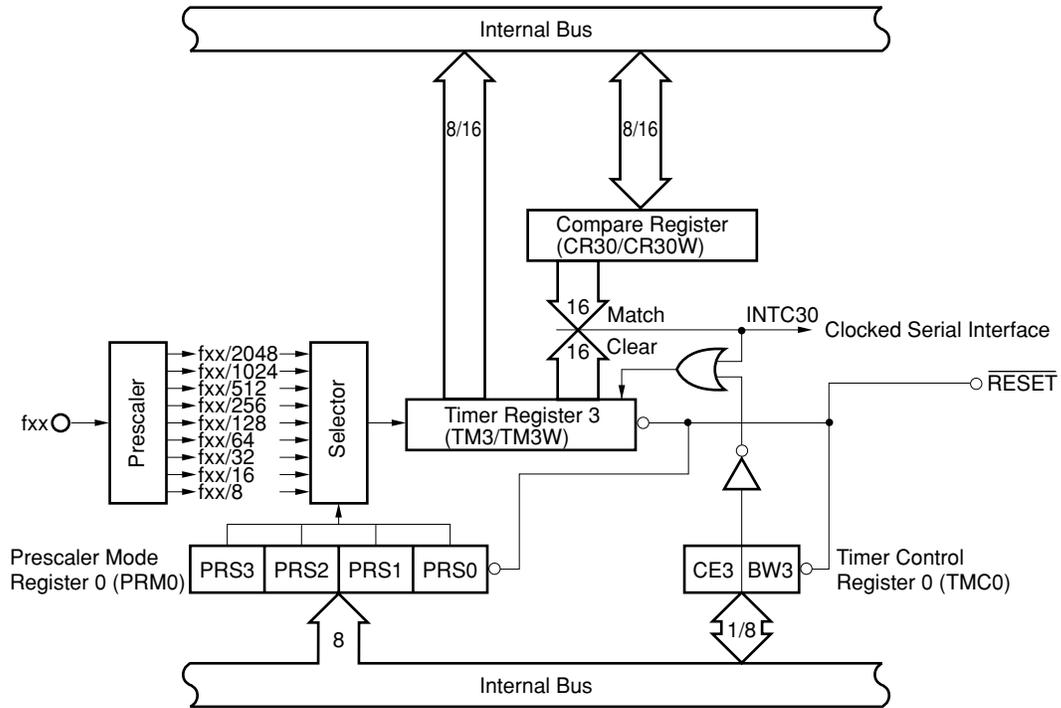 Internal Bus
8/16
8/16
Compare Register
(CR30/CR30W)
16
Match
INTC30
Clocked Serial Interface
16
Clear
RESET
fxx
Prescaler
fxx/2048
fxx/1024
fxx/512
fxx/256
fxx/128
fxx/64
fxx/32
fxx/16
fxx/8
Selector
Timer Register 3
(TM3/TM3W)
Prescaler Mode
Register 0 (PRM0)
PRS3 PRS2 PRS1 PRS0
CE3 BW3
Timer Control
Register 0 (TMC0)
8
1/8
Internal Bus